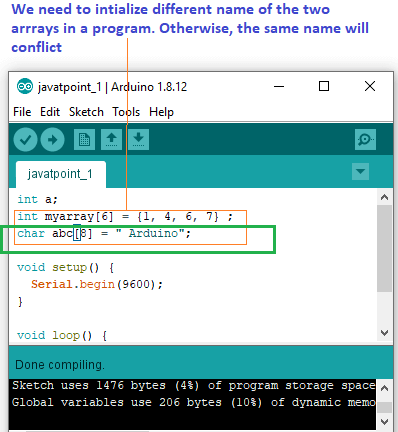 We need to intialize different name of the two
arrrays in a program. Otherwise, the same name will
conflict
javatpoint_1 | Arduino 1.8.12
File Edit Sketch Tools Help
javatpoint_1
int a;
int myarray[6] = {1, 4, 6, 7} ;
char abc[8] = " Arduino";
void setup() {
Serial.begin(9600);
}
void loop() {
Done compiling.
Sketch uses 1476 bytes (4%) of program storage space
Global variables use 206 bytes (10%) of dynamic memo